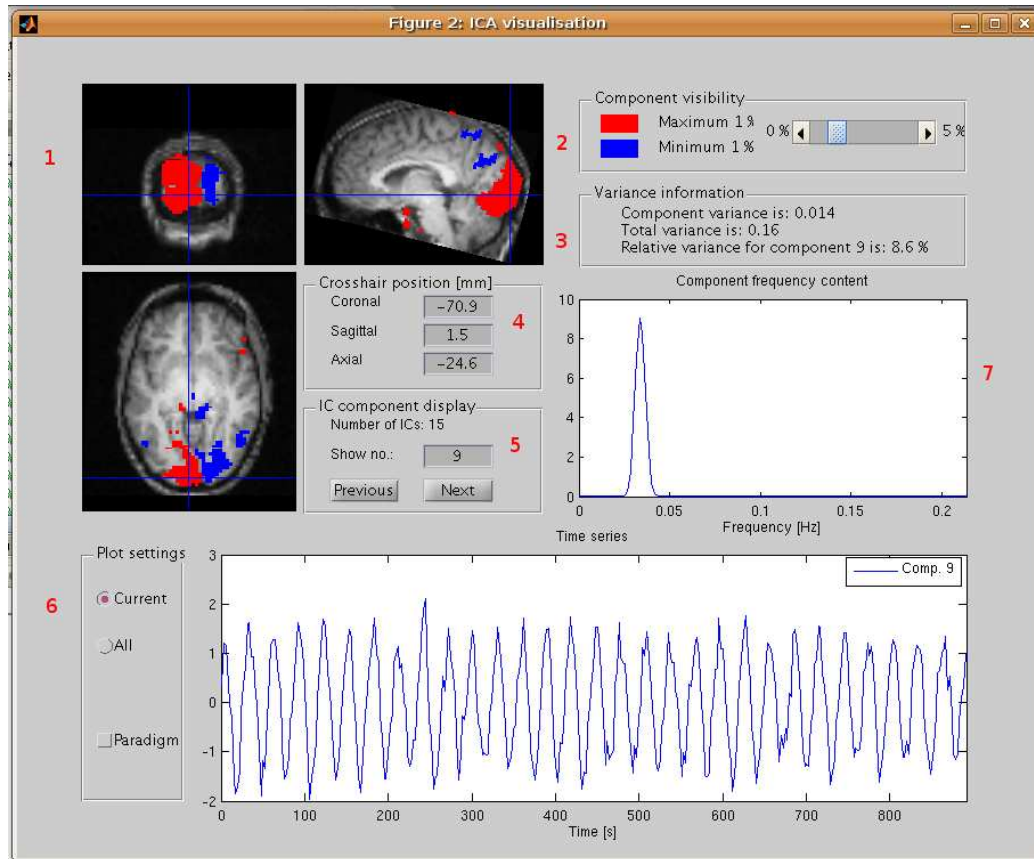 Figure 2: ICA visualisation
1
Component visibility
Maximum 1 %
Minimum 1 %
0 %
5 %
2
Variance information
Component variance is: 0.014
Total variance is: 0.16
Relative variance for component 9 is: 8.6 %
3
Crosshair position [mm]
Coronal
-70.9
Sagittal
1.5
Axial
-24.6
4
IC component display
Number of ICs: 15
Show no.:
9
Previous
Next
5
Component frequency content
10
8
6
4
2
0
0
0.05
0.1
0.15
0.2
Frequency [Hz]
7
Plot settings
Current
All
Paradigm
6
Time series
Comp. 9
3
2
1
0
-1
-2
0
100
200
300
400
500
600
700
800
Time [s]